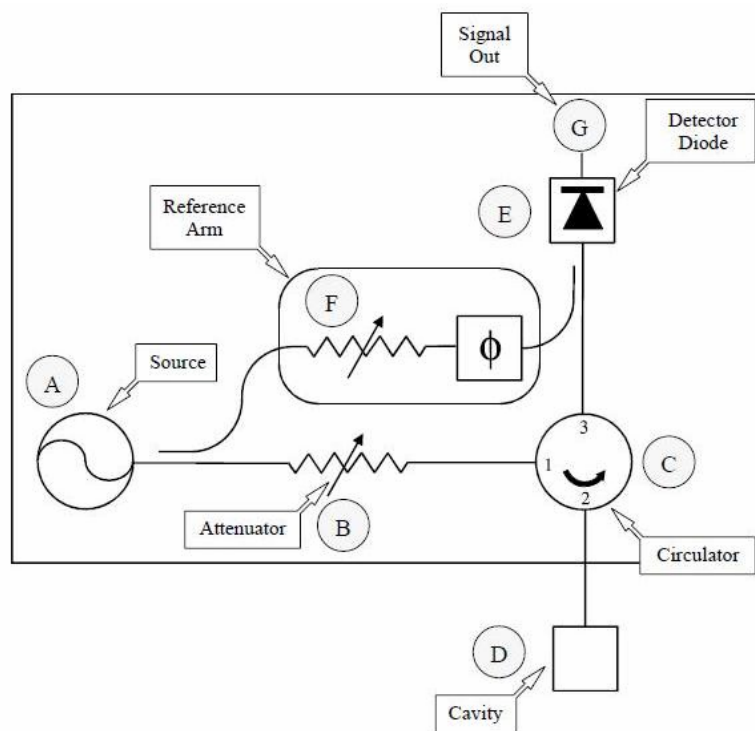 Signal
Out
G
Detector
Diode
E
Reference
Arm
F
ϕ
Source
A
3
1
2
C
Attenuator
B
Circulator
D
Cavity